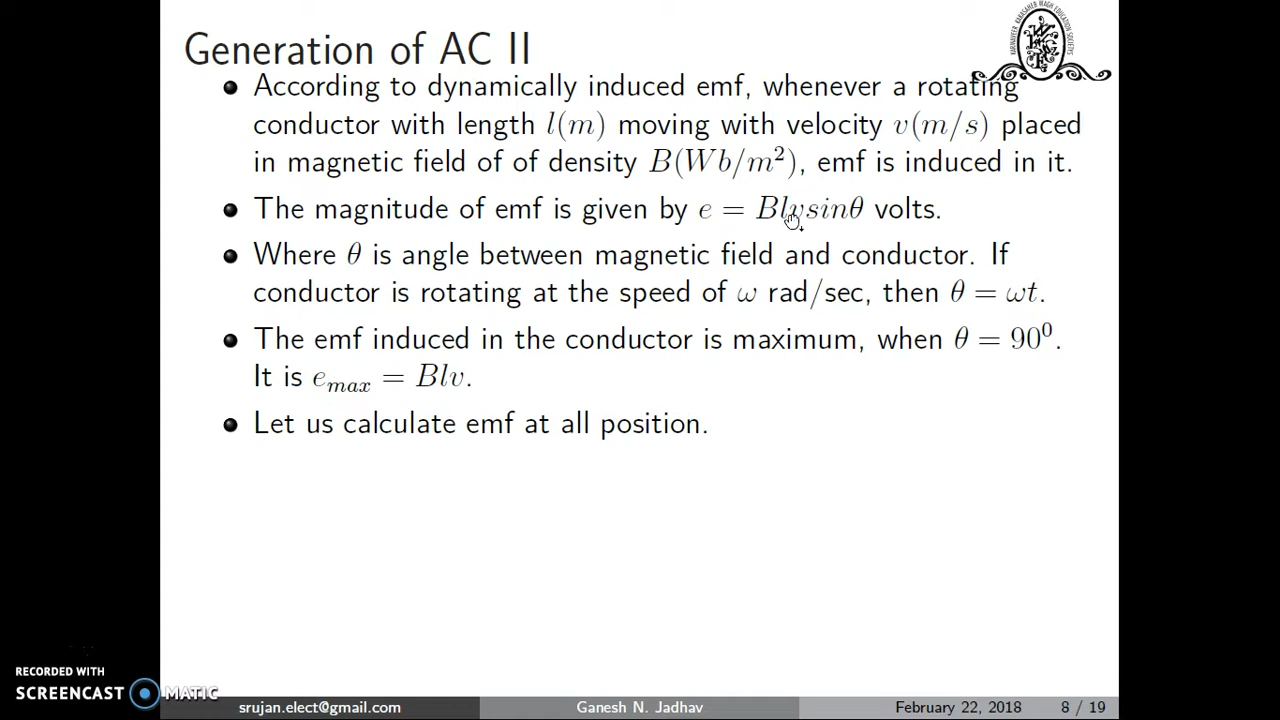 Generation of AC II
According to dynamically induced emf, whenever a rotating
conductor with length l(m) moving with velocity v(m/s) placed
in magnetic field of of density B(Wb/m²), emf is induced in it.
The magnitude of emf is given by e = Blvsinθ volts.
Where θ is angle between magnetic field and conductor. If
conductor is rotating at the speed of ω rad/sec, then θ = ωt.
The emf induced in the conductor is maximum, when θ = 90⁰.
It is eₘₐₓ = Blv.
Let us calculate emf at all position.
RECORDED WITH
SCREENCAST MATIC
srujan.elect@gmail.com Ganesh N. Jadhav February 22, 2018 8 / 19